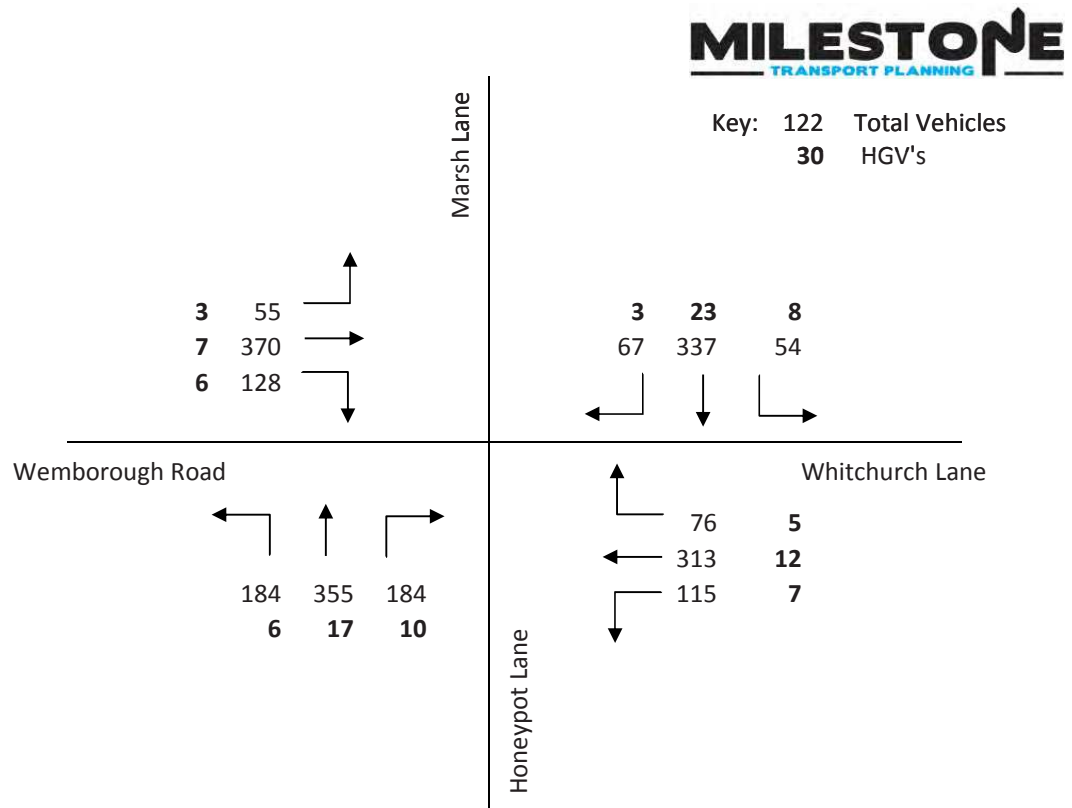 MILESTONE
TRANSPORT PLANNING
Key: 122 Total Vehicles
30 HGV's
Marsh Lane
3 55
7 370
6 128
3 23 8
67 337 54
Wemborough Road
Whitchurch Lane
184 355 184
6 17 10
76 5
313 12
115 7
Honeypot Lane